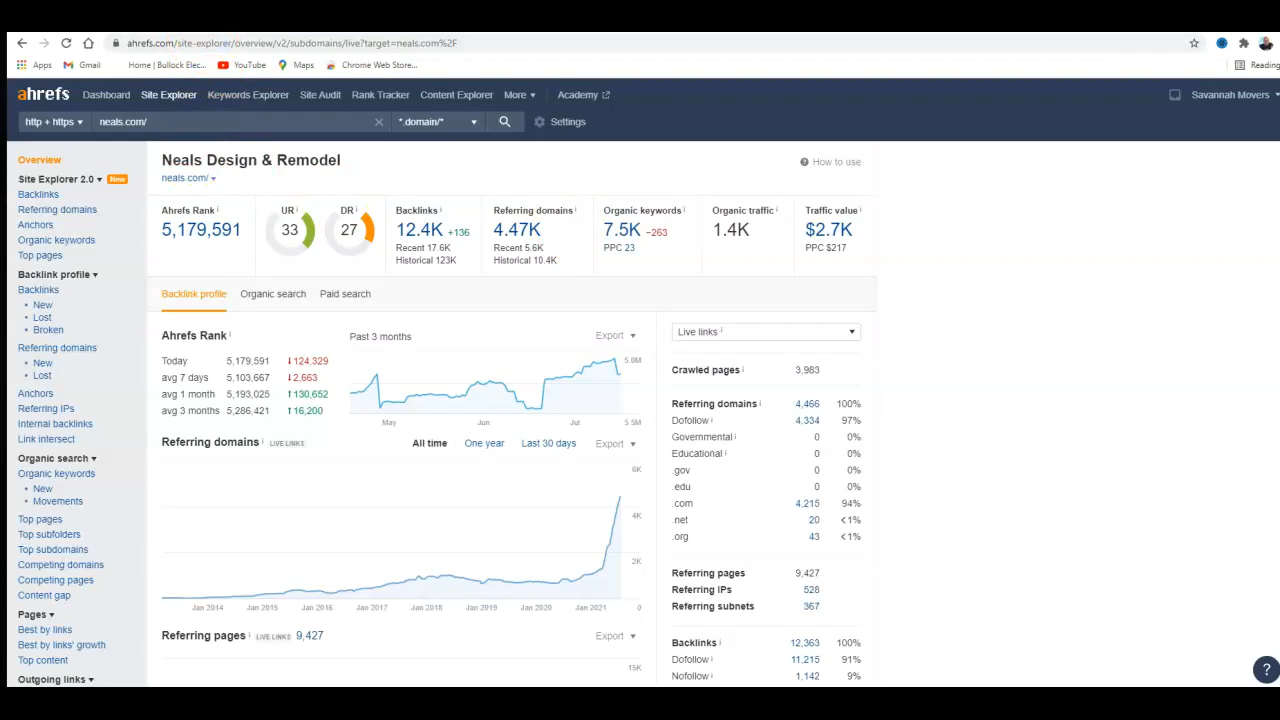 ahrefs.com/site-explorer/overview/v2/subdomains/live?target=neals.com%2F
Apps Gmail Home | Bullock Elec... YouTube Maps Chrome Web Store... Reading
ahrefs Dashboard Site Explorer Keywords Explorer Site Audit Rank Tracker Content Explorer More Academy Savannah Movers
http + https neals.com/ *.domain/* Settings
Overview
Site Explorer 2.0 New
Backlinks
Referring domains
Anchors
Organic keywords
Top pages
Backlink profile
Backlinks
• New
• Lost
• Broken
Referring domains
• New
• Lost
Anchors
Referring IPs
Internal backlinks
Link intersect
Organic search
Organic keywords
• New
• Movements
Top pages
Top subfolders
Top subdomains
Competing domains
Competing pages
Content gap
Pages
Best by links
Best by links' growth
Top content
Outgoing links
Neals Design & Remodel
neals.com/
? How to use
Ahrefs Rank i
5,179,591
UR i
33
DR i
27
Backlinks i
12.4K +136
Recent 17.6K
Historical 123K
Referring domains i
4.47K
Recent 5.6K
Historical 10.4K
Organic keywords i
7.5K −263
PPC 23
Organic traffic i
1.4K
Traffic value i
$2.7K
PPC $217
Backlink profile Organic search Paid search
Ahrefs Rank i Past 3 months Export
Today 5,179,591 ↓124,329
avg 7 days 5,103,667 ↓2,663
avg 1 month 5,193,025 ↑130,652
avg 3 months 5,286,421 ↑16,200
5.0M
5.5M
May Jun Jul
Referring domains i LIVE LINKS All time One year Last 30 days Export
6K
4K
2K
0
Jan 2014 Jan 2015 Jan 2016 Jan 2017 Jan 2018 Jan 2019 Jan 2020 Jan 2021
Referring pages i LIVE LINKS 9,427 Export
15K
Live links i
Crawled pages i 3,983
Referring domains i 4,466 100%
Dofollow i 4,334 97%
Governmental i 0 0%
Educational i 0 0%
.gov 0 0%
.edu 0 0%
.com 4,215 94%
.net 20 <1%
.org 43 <1%
Referring pages 9,427
Referring IPs 528
Referring subnets 367
Backlinks i 12,363 100%
Dofollow i 11,215 91%
Nofollow i 1,142 9%
?